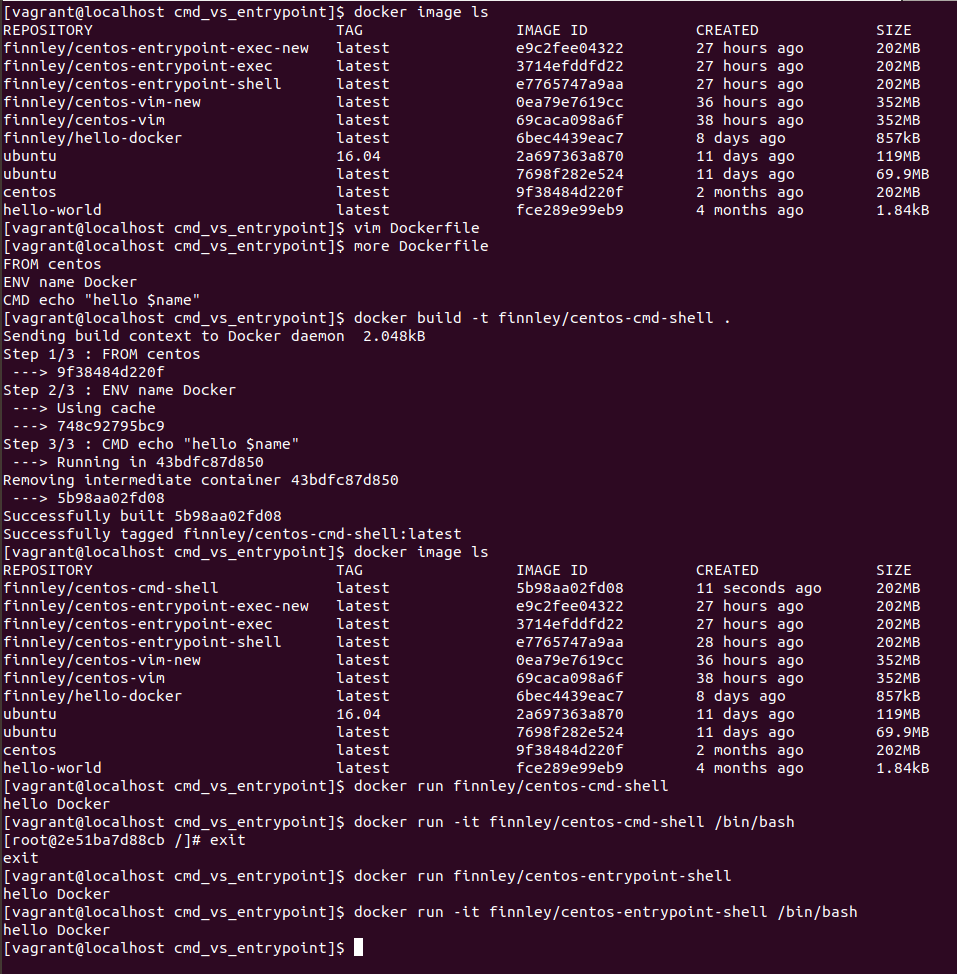 [vagrant@localhost cmd_vs_entrypoint]$ docker image ls
REPOSITORY                            TAG                 IMAGE ID            CREATED             SIZE
finnley/centos-entrypoint-exec-new   latest              e9c2fee04322        27 hours ago        202MB
finnley/centos-entrypoint-exec       latest              3714efddfd22        27 hours ago        202MB
finnley/centos-entrypoint-shell      latest              e7765747a9aa        27 hours ago        202MB
finnley/centos-vim-new               latest              0ea79e7619cc        36 hours ago        352MB
finnley/centos-vim                   latest              69caca098a6f        38 hours ago        352MB
finnley/hello-docker                 latest              6bec4439eac7        8 days ago          857kB
ubuntu                               16.04               2a697363a870        11 days ago         119MB
ubuntu                               latest              7698f282e524        11 days ago         69.9MB
centos                               latest              9f38484d220f        2 months ago        202MB
hello-world                          latest              fce289e99eb9        4 months ago        1.84kB
[vagrant@localhost cmd_vs_entrypoint]$ vim Dockerfile
[vagrant@localhost cmd_vs_entrypoint]$ more Dockerfile
FROM centos
ENV name Docker
CMD echo "hello $name"
[vagrant@localhost cmd_vs_entrypoint]$ docker build -t finnley/centos-cmd-shell .
Sending build context to Docker daemon  2.048kB
Step 1/3 : FROM centos
 ---> 9f38484d220f
Step 2/3 : ENV name Docker
 ---> Using cache
 ---> 748c92795bc9
Step 3/3 : CMD echo "hello $name"
 ---> Running in 43bdfc87d850
Removing intermediate container 43bdfc87d850
 ---> 5b98aa02fd08
Successfully built 5b98aa02fd08
Successfully tagged finnley/centos-cmd-shell:latest
[vagrant@localhost cmd_vs_entrypoint]$ docker image ls
REPOSITORY                           TAG                 IMAGE ID            CREATED             SIZE
finnley/centos-cmd-shell             latest              5b98aa02fd08        11 seconds ago      202MB
finnley/centos-entrypoint-exec-new   latest              e9c2fee04322        27 hours ago        202MB
finnley/centos-entrypoint-exec       latest              3714efddfd22        27 hours ago        202MB
finnley/centos-entrypoint-shell      latest              e7765747a9aa        28 hours ago        202MB
finnley/centos-vim-new               latest              0ea79e7619cc        36 hours ago        352MB
finnley/centos-vim                   latest              69caca098a6f        38 hours ago        352MB
finnley/hello-docker                 latest              6bec4439eac7        8 days ago          857kB
ubuntu                               16.04               2a697363a870        11 days ago         119MB
ubuntu                               latest              7698f282e524        11 days ago         69.9MB
centos                               latest              9f38484d220f        2 months ago        202MB
hello-world                          latest              fce289e99eb9        4 months ago        1.84kB
[vagrant@localhost cmd_vs_entrypoint]$ docker run finnley/centos-cmd-shell
hello Docker
[vagrant@localhost cmd_vs_entrypoint]$ docker run -it finnley/centos-cmd-shell /bin/bash
[root@2e51ba7d88cb /]# exit
exit
[vagrant@localhost cmd_vs_entrypoint]$ docker run finnley/centos-entrypoint-shell
hello Docker
[vagrant@localhost cmd_vs_entrypoint]$ docker run -it finnley/centos-entrypoint-shell /bin/bash
hello Docker
[vagrant@localhost cmd_vs_entrypoint]$